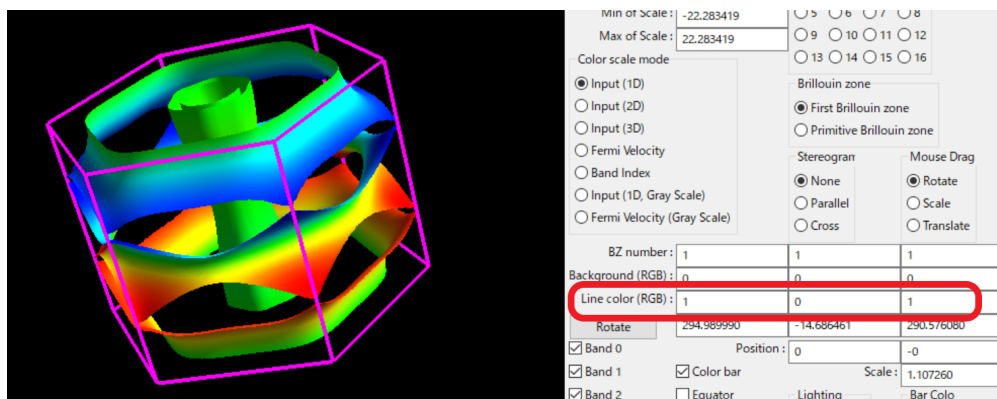 Min of Scale : -22.283419 5 6 7 8
Max of Scale : 22.283419 9 10 11 12
13 14 15 16
Color scale mode
Input (1D)
Input (2D)
Input (3D)
Fermi Velocity
Band Index
Input (1D, Gray Scale)
Fermi Velocity (Gray Scale)
Brillouin zone
First Brillouin zone
Primitive Brillouin zone
Stereogram
None
Parallel
Cross
Mouse Drag
Rotate
Scale
Translate
BZ number : 1 1 1
Background (RGB) : 0 0 0
Line color (RGB) : 1 0 1
Rotate 294.989990 -14.686461 290.576080
Band 0 Position : 0 -0
Band 1 Color bar Scale : 1.107260
Band 2 Equator Lighting Bar Colo